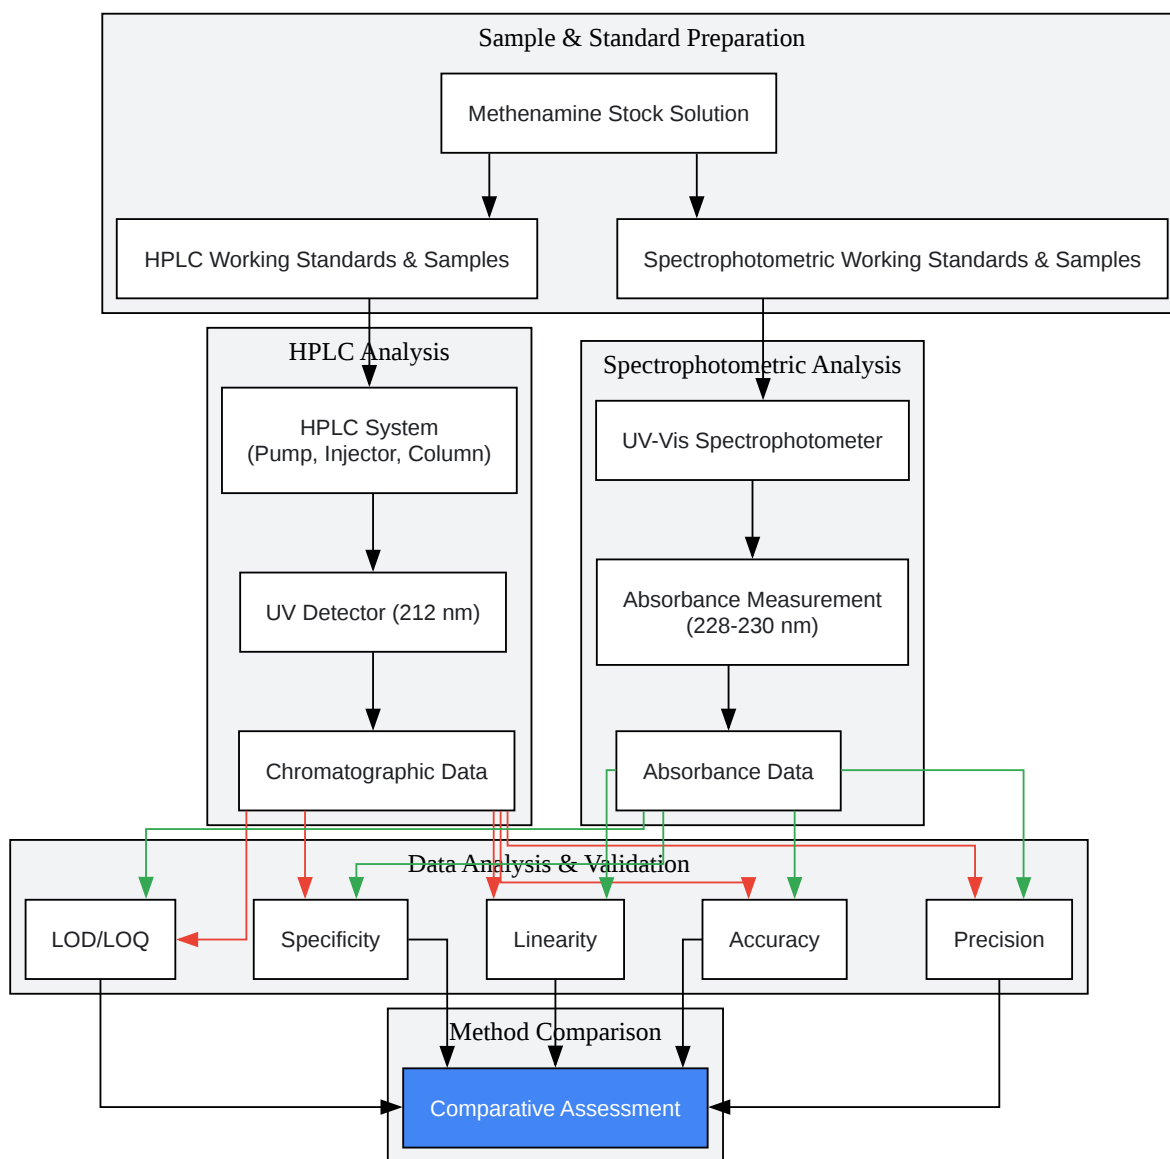 Sample & Standard Preparation
Methenamine Stock Solution
HPLC Working Standards & Samples
Spectrophotometric Working Standards & Samples
HPLC Analysis
HPLC System
(Pump, Injector, Column)
UV Detector (212 nm)
Chromatographic Data
Spectrophotometric Analysis
UV-Vis Spectrophotometer
Absorbance Measurement
(228-230 nm)
Absorbance Data
Data Analysis & Validation
LOD/LOQ
Specificity
Linearity
Accuracy
Precision
Method Comparison
Comparative Assessment